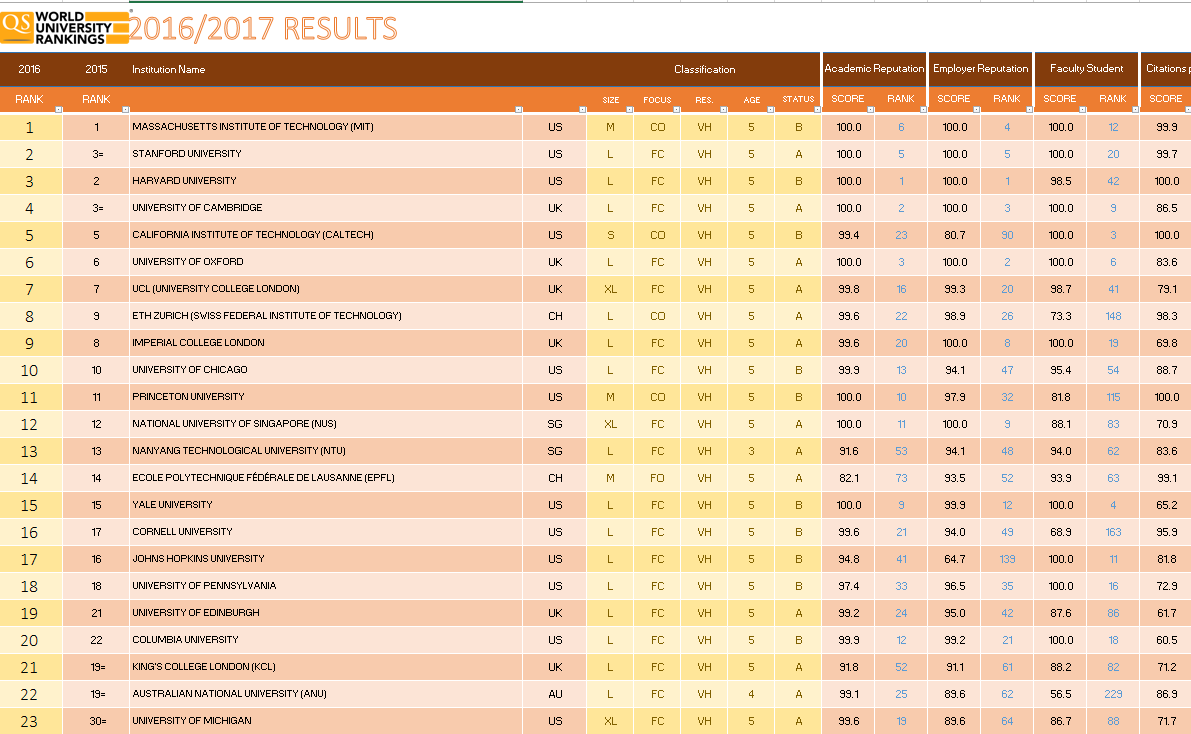 QS WORLD UNIVERSITY RANKINGS 2016/2017 RESULTS
2016 2015 Institution Name Classification Academic Reputation Employer Reputation Faculty Student Citations p
RANK RANK SIZE FOCUS RES. AGE STATUS SCORE RANK SCORE RANK SCORE RANK SCORE
1 1 MASSACHUSETTS INSTITUTE OF TECHNOLOGY (MIT) US M CO VH 5 B 100.0 6 100.0 4 100.0 12 99.9
2 3= STANFORD UNIVERSITY US L FC VH 5 A 100.0 5 100.0 5 100.0 20 99.7
3 2 HARVARD UNIVERSITY US L FC VH 5 B 100.0 1 100.0 1 98.5 42 100.0
4 3= UNIVERSITY OF CAMBRIDGE UK L FC VH 5 A 100.0 2 100.0 3 100.0 9 86.5
5 5 CALIFORNIA INSTITUTE OF TECHNOLOGY (CALTECH) US S CO VH 5 B 99.4 23 80.7 90 100.0 3 100.0
6 6 UNIVERSITY OF OXFORD UK L FC VH 5 A 100.0 3 100.0 2 100.0 6 83.6
7 7 UCL (UNIVERSITY COLLEGE LONDON) UK XL FC VH 5 A 99.8 16 99.3 20 98.7 41 79.1
8 9 ETH ZURICH (SWISS FEDERAL INSTITUTE OF TECHNOLOGY) CH L CO VH 5 A 99.6 22 98.9 26 73.3 148 98.3
9 8 IMPERIAL COLLEGE LONDON UK L FC VH 5 A 99.6 20 100.0 8 100.0 19 69.8
10 10 UNIVERSITY OF CHICAGO US L FC VH 5 B 99.9 13 94.1 47 95.4 54 88.7
11 11 PRINCETON UNIVERSITY US M CO VH 5 B 100.0 10 97.9 32 81.8 115 100.0
12 12 NATIONAL UNIVERSITY OF SINGAPORE (NUS) SG XL FC VH 5 A 100.0 11 100.0 9 88.1 83 70.9
13 13 NANYANG TECHNOLOGICAL UNIVERSITY (NTU) SG L FC VH 3 A 91.6 53 94.1 48 94.0 62 83.6
14 14 ECOLE POLYTECHNIQUE FÉDÉRALE DE LAUSANNE (EPFL) CH M FO VH 5 A 82.1 73 93.5 52 93.9 63 99.1
15 15 YALE UNIVERSITY US L FC VH 5 B 100.0 9 99.9 12 100.0 4 65.2
16 17 CORNELL UNIVERSITY US L FC VH 5 B 99.6 21 94.0 49 68.9 163 95.9
17 16 JOHNS HOPKINS UNIVERSITY US L FC VH 5 B 94.8 41 64.7 139 100.0 11 81.8
18 18 UNIVERSITY OF PENNSYLVANIA US L FC VH 5 B 97.4 33 96.5 35 100.0 16 72.9
19 21 UNIVERSITY OF EDINBURGH UK L FC VH 5 A 99.2 24 95.0 42 87.6 86 61.7
20 22 COLUMBIA UNIVERSITY US L FC VH 5 B 99.9 12 99.2 21 100.0 18 60.5
21 19= KING'S COLLEGE LONDON (KCL) UK L FC VH 5 A 91.8 52 91.1 61 88.2 82 71.2
22 19= AUSTRALIAN NATIONAL UNIVERSITY (ANU) AU L FC VH 4 A 99.1 25 89.6 62 56.5 229 86.9
23 30= UNIVERSITY OF MICHIGAN US XL FC VH 5 A 99.6 19 89.6 64 86.7 88 71.7